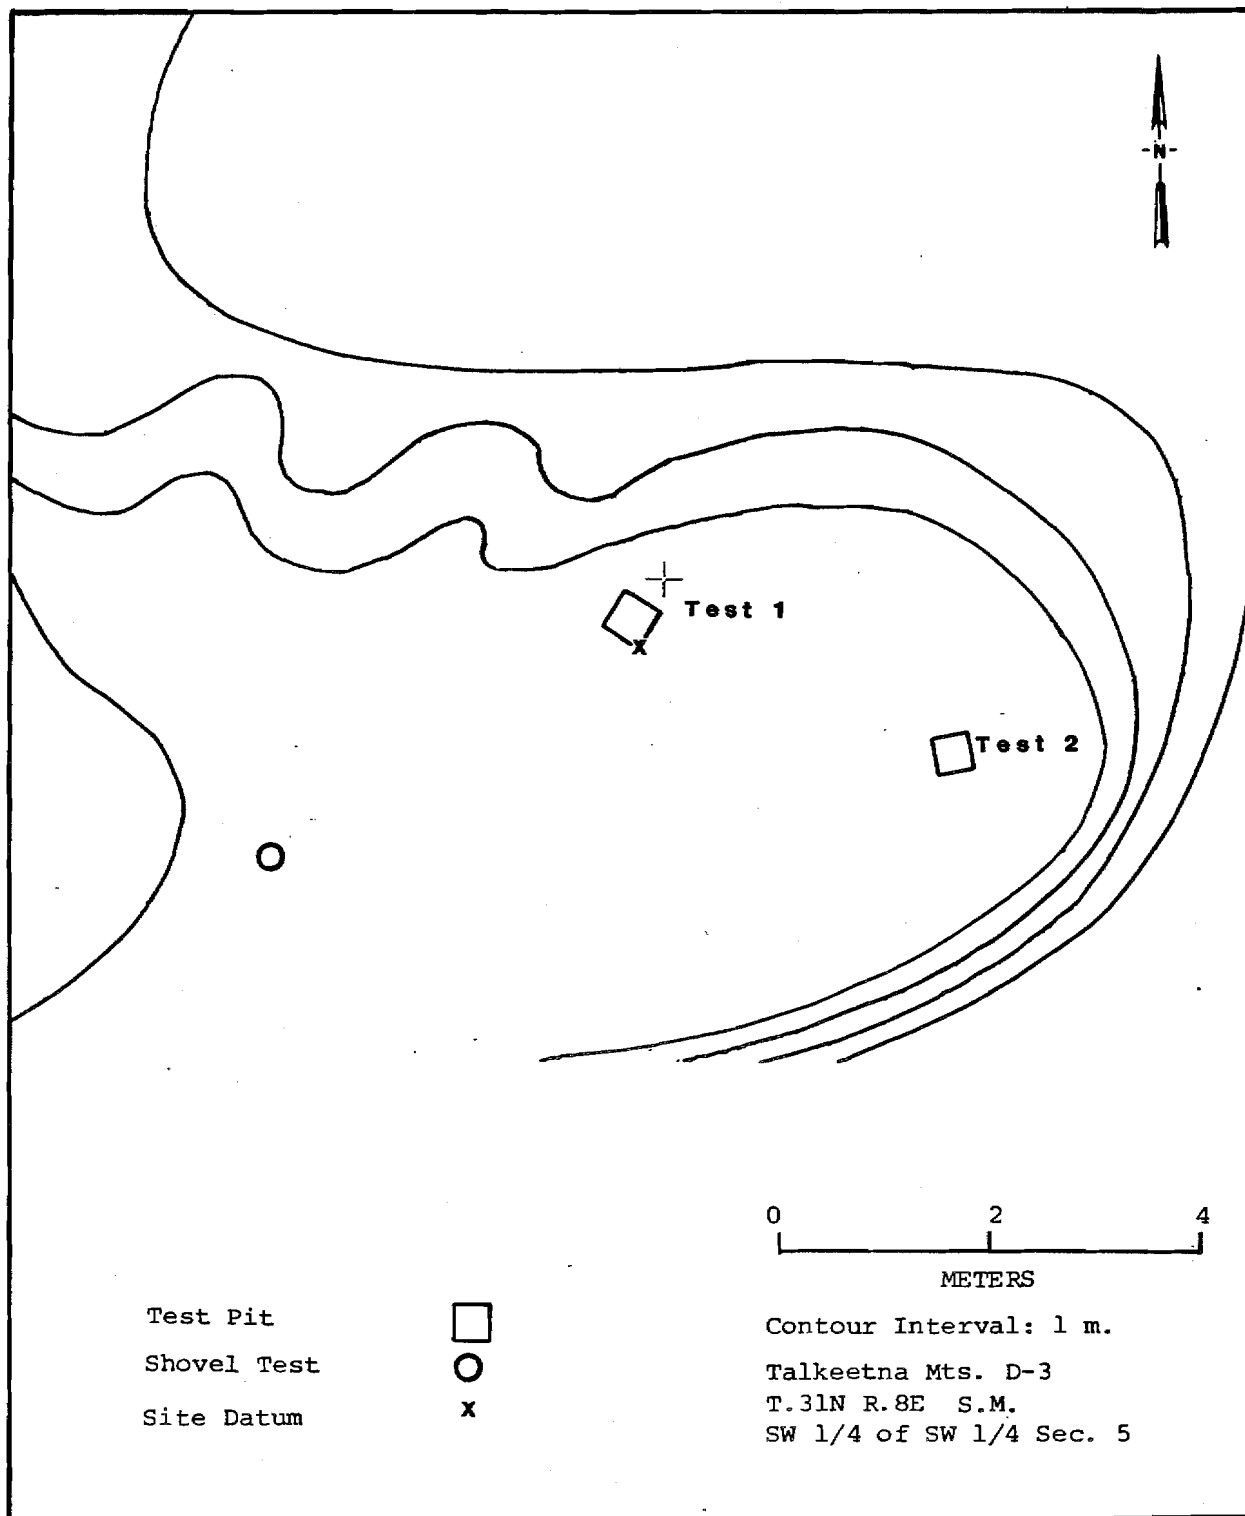 -N-
Test 1
x
Test 2
0 2 4
METERS
Test Pit
Shovel Test
Site Datum x
Contour Interval: 1 m.
Talkeetna Mts. D-3
T.31N R.8E S.M.
SW 1/4 of SW 1/4 Sec. 5